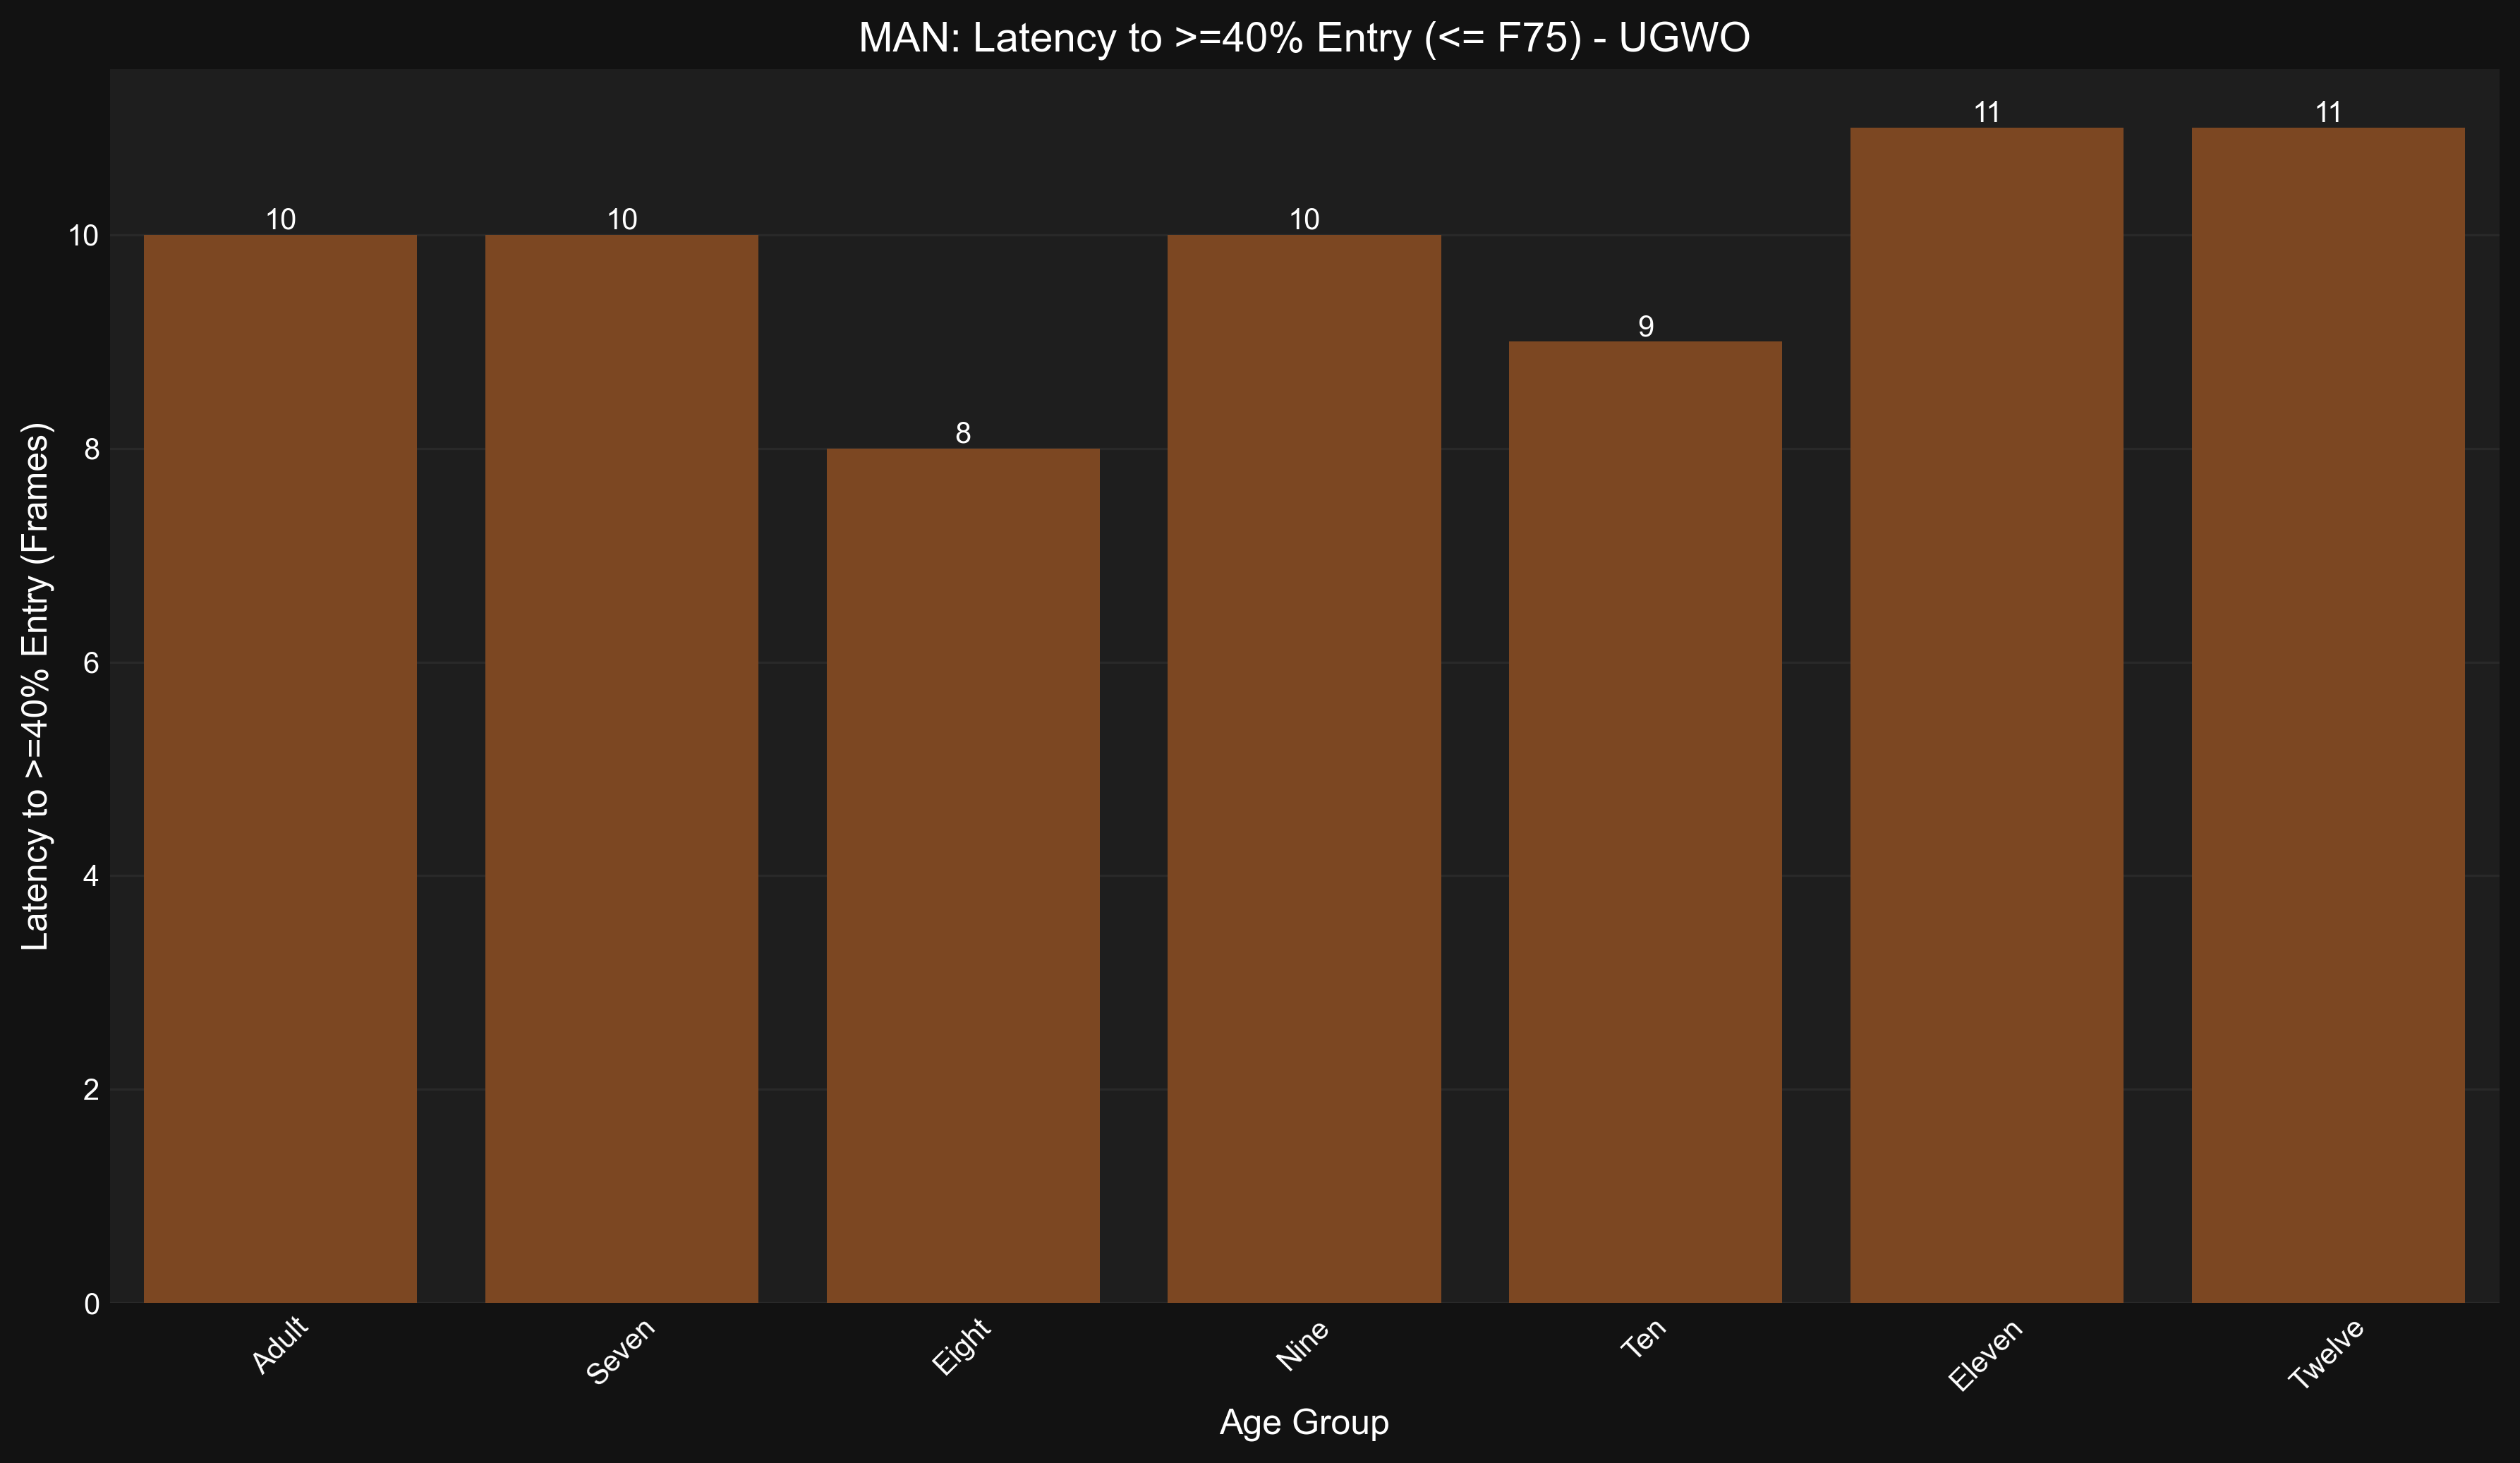 MAN: Latency to >=40% Entry (<= F75) - UGWO
Latency to >=40% Entry (Frames)
10
8
6
4
2
0
10
10
8
10
9
11
11
Adult
Seven
Eight
Nine
Ten
Eleven
Twelve
Age Group